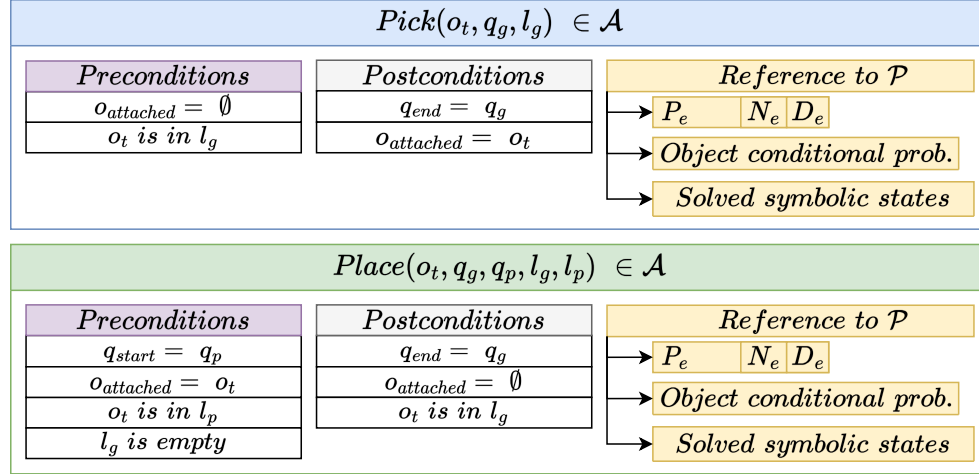 Pick(o_t, q_g, l_g) ∈ 𝒜
Preconditions
o_attached = ∅
o_t is in l_g
Postconditions
q_end = q_g
o_attached = o_t
Reference to 𝒫
P_e N_e D_e
Object conditional prob.
Solved symbolic states
Place(o_t, q_g, q_p, l_g, l_p) ∈ 𝒜
Preconditions
q_start = q_p
o_attached = o_t
o_t is in l_p
l_g is empty
Postconditions
q_end = q_g
o_attached = ∅
o_t is in l_g
Reference to 𝒫
P_e N_e D_e
Object conditional prob.
Solved symbolic states